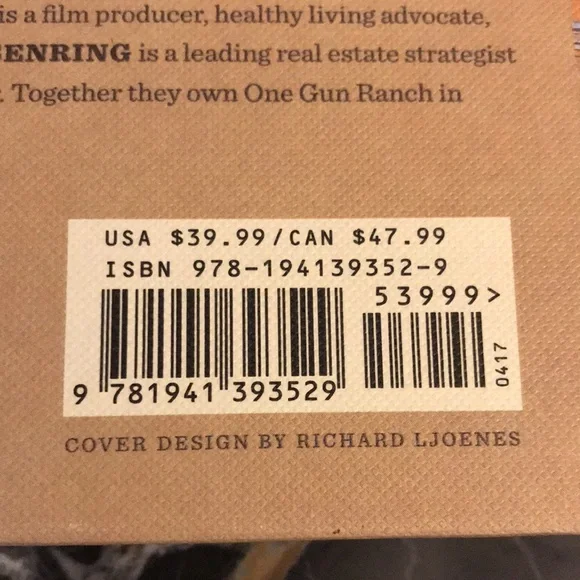 is a film producer, healthy living advocate,
ENRING is a leading real estate strategist
. Together they own One Gun Ranch in
USA $39.99/CAN $47.99
ISBN 978-194139352-9
53999>
9 781941 393529
0417
COVER DESIGN BY RICHARD LJOENES